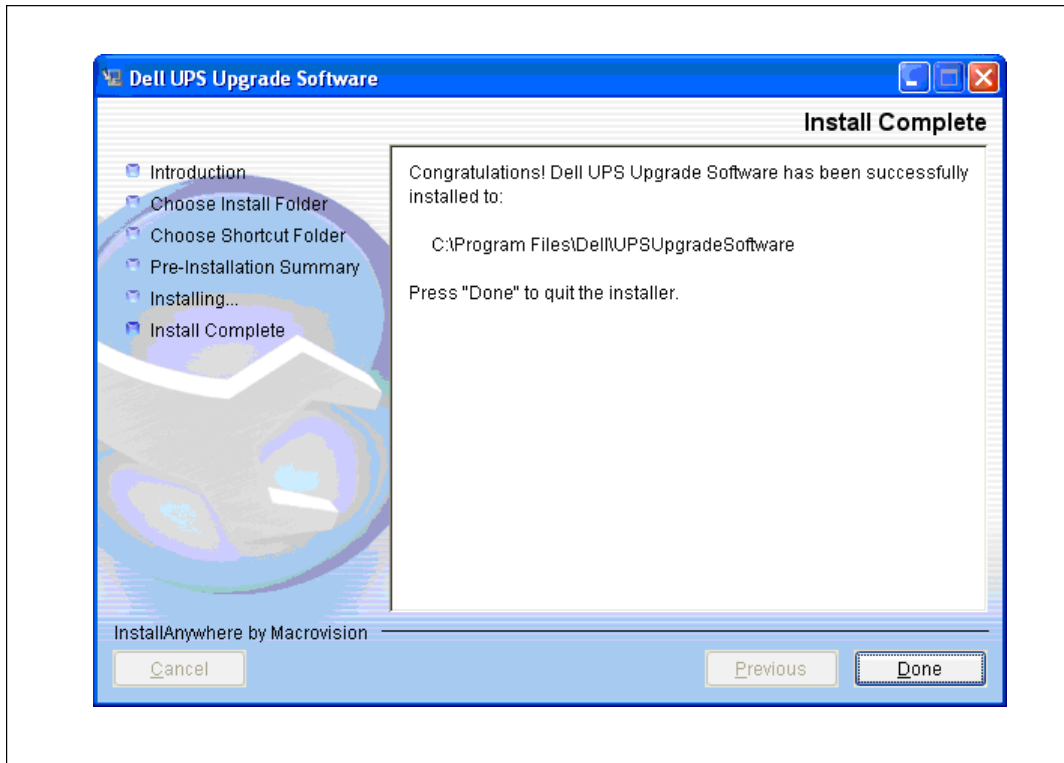 Dell UPS Upgrade Software
Install Complete
Introduction
Choose Install Folder
Choose Shortcut Folder
Pre-Installation Summary
Installing...
Install Complete
Congratulations! Dell UPS Upgrade Software has been successfully
installed to:
C:\Program Files\Dell\UPSUpgradeSoftware
Press "Done" to quit the installer.
InstallAnywhere by Macrovision
Cancel
Previous
Done